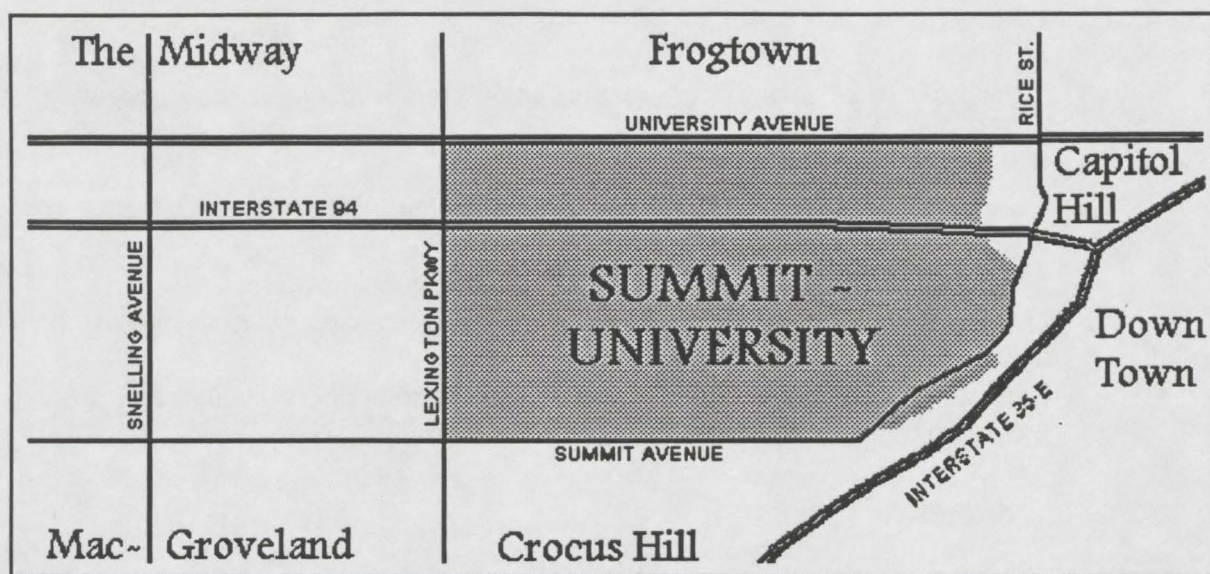 The Midway
Frogtown
RICE ST.
UNIVERSITY AVENUE
Capitol
Hill
INTERSTATE 94
SNELLING AVENUE
LEXINGTON PKWY
SUMMIT -
UNIVERSITY
Down
Town
INTERSTATE 35-E
SUMMIT AVENUE
Mac- Groveland
Crocus Hill